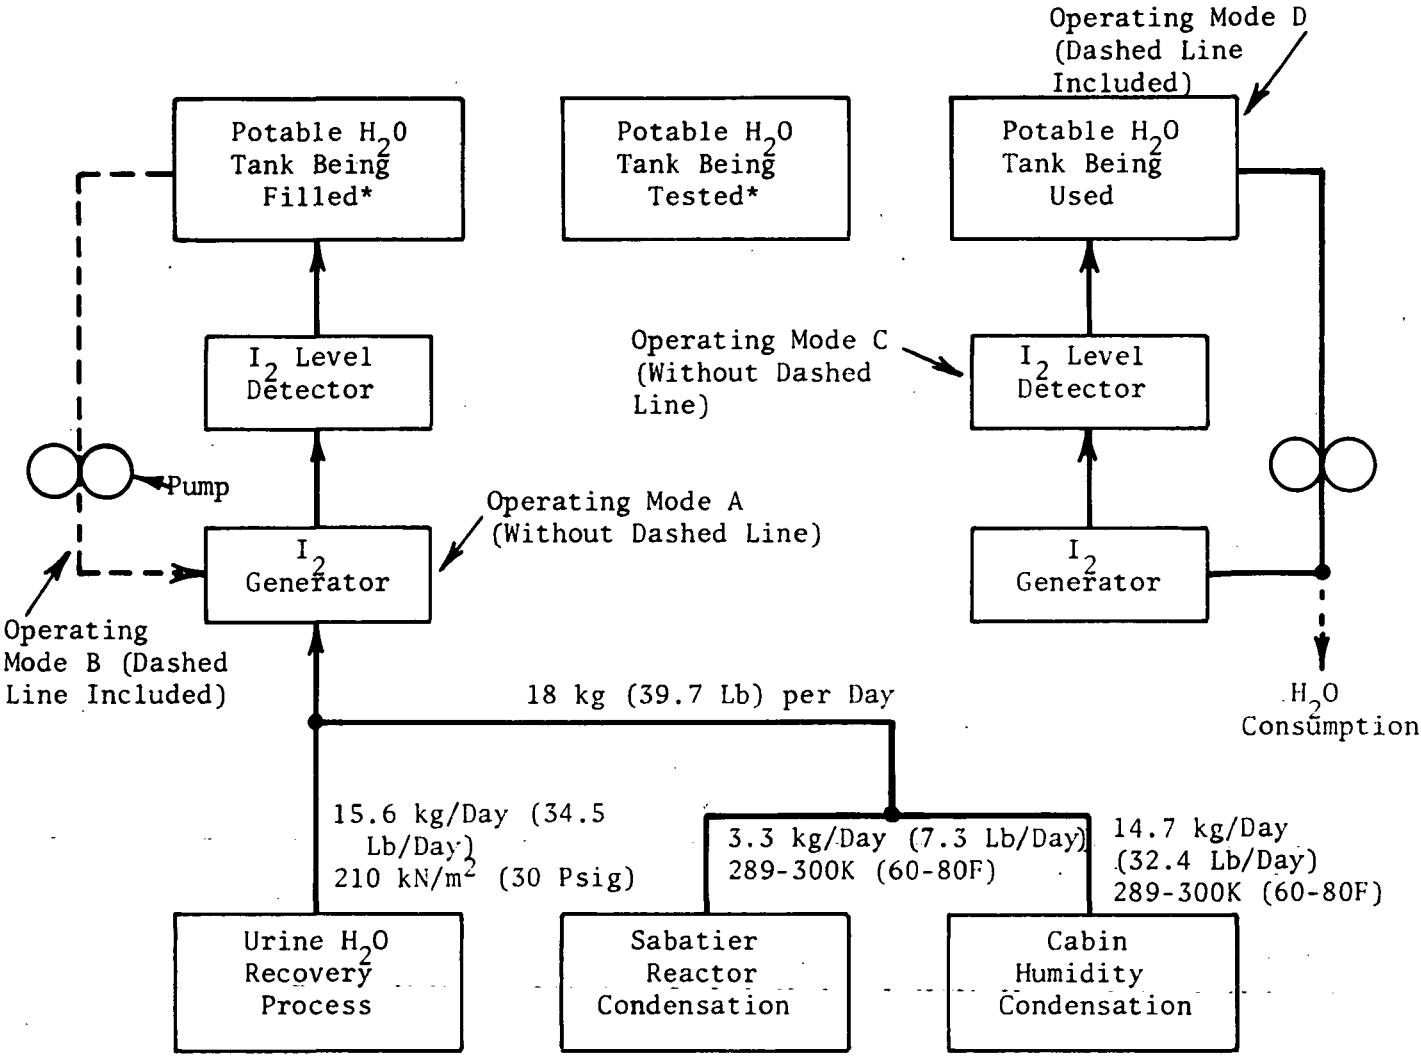 Operating Mode D
(Dashed Line
Included)
Potable H2O
Tank Being
Filled*
Potable H2O
Tank Being
Tested*
Potable H2O
Tank Being
Used
I2 Level
Detector
Operating Mode C
(Without Dashed
Line)
I2 Level
Detector
Pump
Operating Mode A
(Without Dashed Line)
I2
Generator
I2
Generator
Operating
Mode B (Dashed
Line Included)
18 kg (39.7 Lb) per Day
H2O
Consumption
15.6 kg/Day (34.5
Lb/Day)
210 kN/m2 (30 Psig)
3.3 kg/Day (7.3 Lb/Day)
289-300K (60-80F)
14.7 kg/Day
(32.4 Lb/Day)
289-300K (60-80F)
Urine H2O
Recovery
Process
Sabatier
Reactor
Condensation
Cabin
Humidity
Condensation